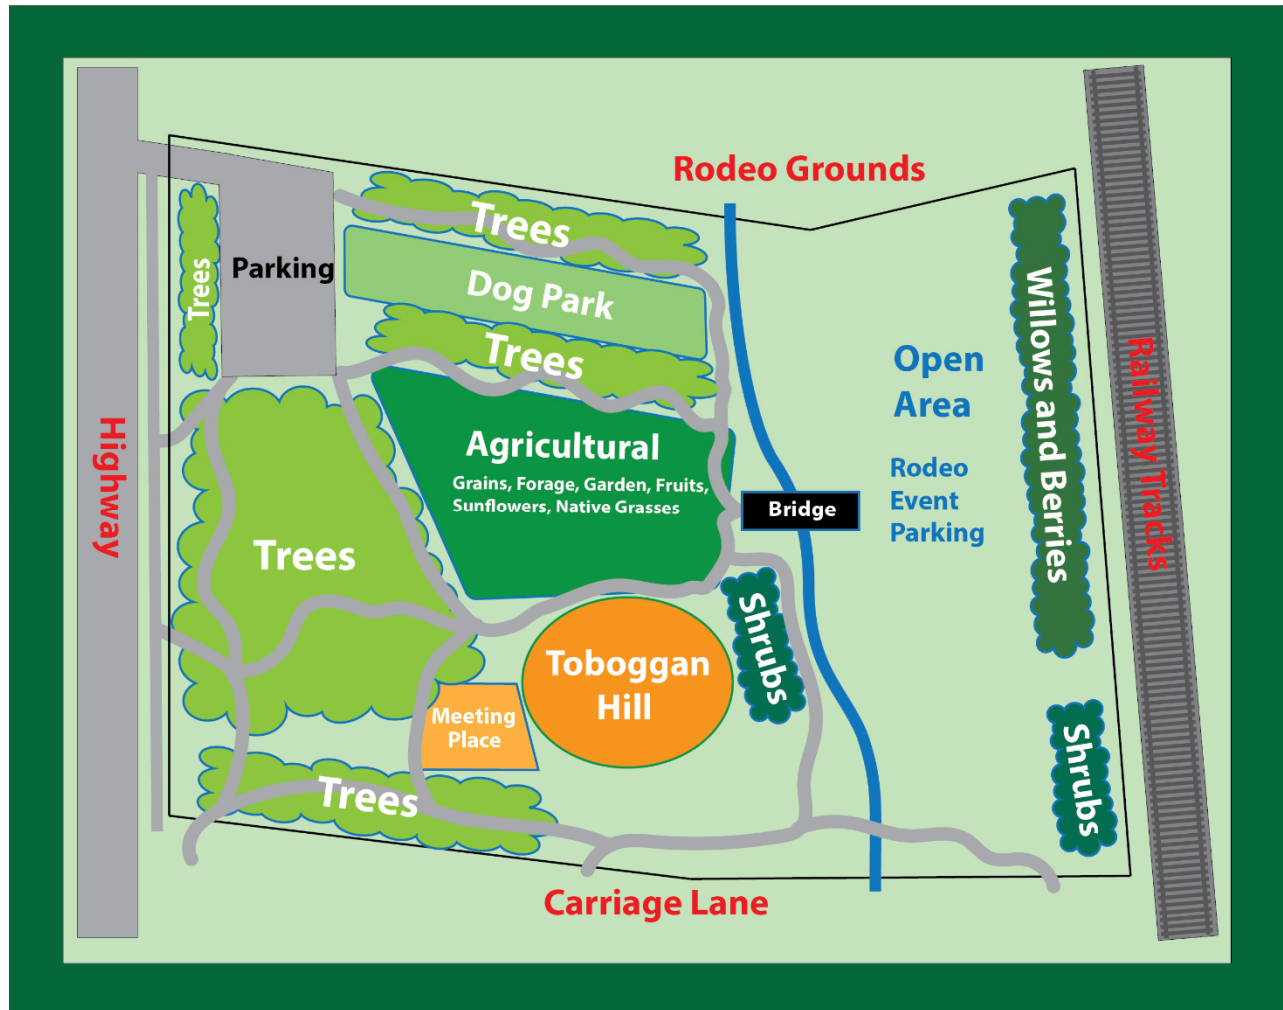 Rodeo Grounds
Trees
Trees
Parking
Dog Park
Trees
Willows and Berries
Railway Tracks
Open
Area
Highway
Agricultural
Grains, Forage, Garden, Fruits,
Sunflowers, Native Grasses
Rodeo
Event
Parking
Bridge
Trees
Shrubs
Toboggan
Hill
Meeting
Place
Shrubs
Trees
Carriage Lane